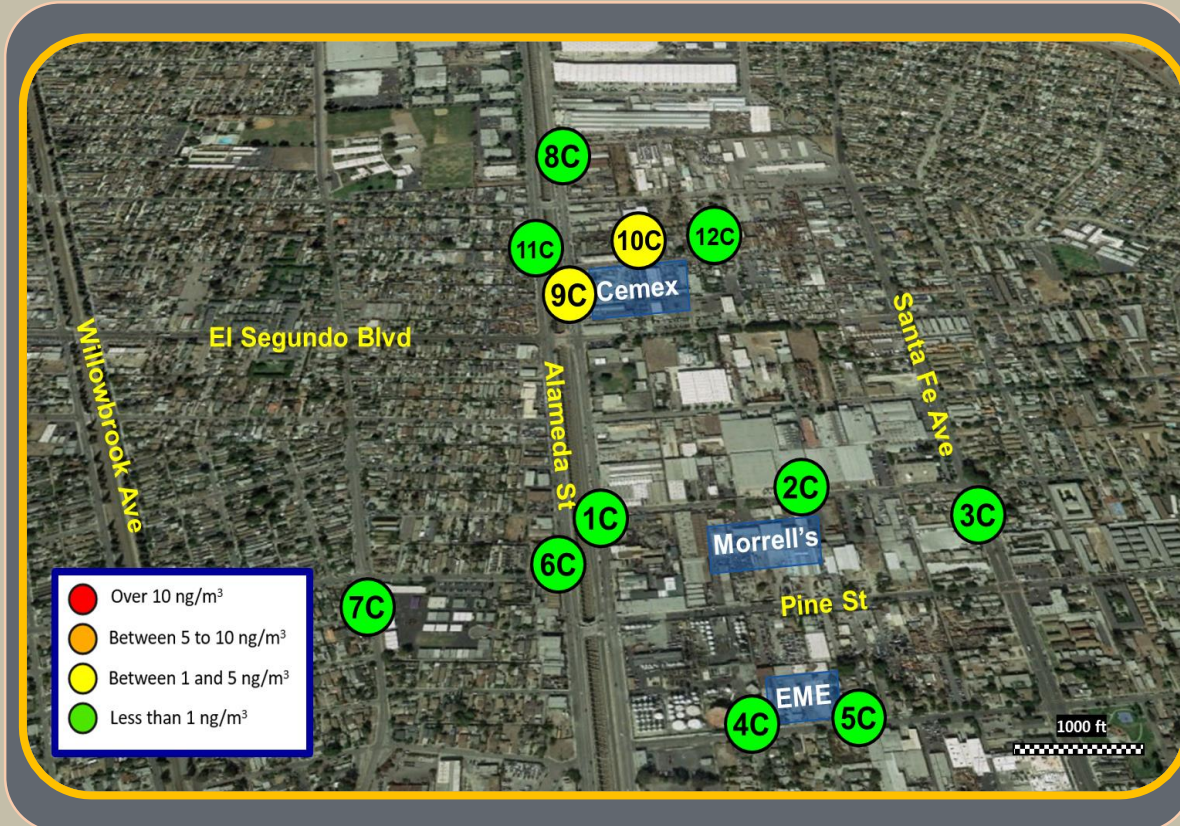 8C
11C
10C
12C
9C
Cemex
El Segundo Blvd
Willowbrook Ave
Alameda St
Santa Fe Ave
2C
1C
3C
Morrell's
6C
7C
Pine St
EME
4C
5C
1000 ft
Over 10 ng/m³
Between 5 to 10 ng/m³
Between 1 and 5 ng/m³
Less than 1 ng/m³